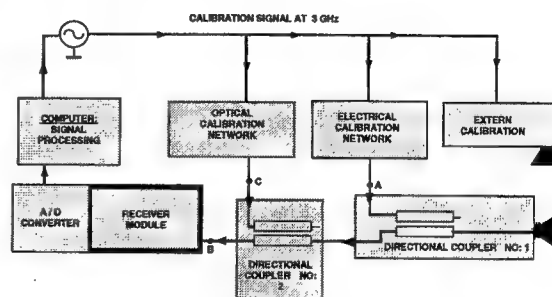 CALIBRATION SIGNAL AT 3 GHz
COMPUTER:
SIGNAL
PROCESSING
OPTICAL
CALIBRATION
NETWORK
ELECTRICAL
CALIBRATION
NETWORK
EXTERN
CALIBRATION
C
A
A/D
CONVERTER
RECEIVER
MODULE
B
DIRECTIONAL
COUPLER NO:
2
DIRECTIONAL COUPLER NO: 1